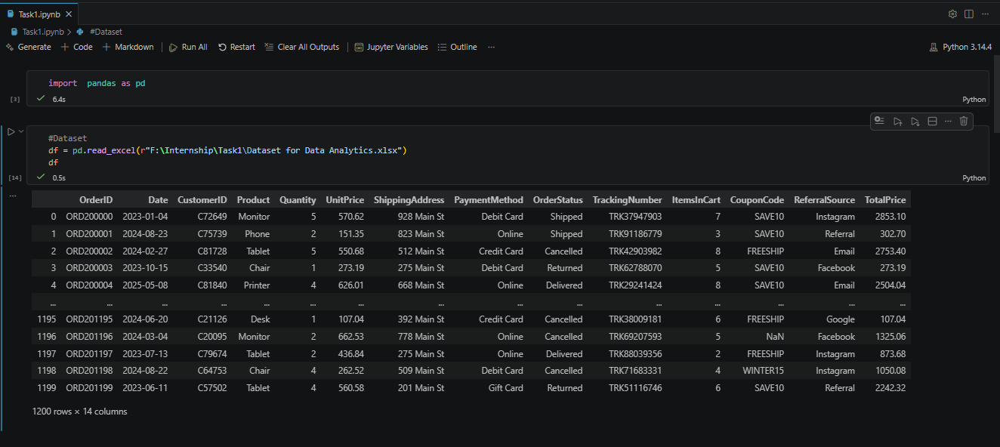 Task1.ipynb
Task1.ipynb > #Dataset
Generate + Code + Markdown Run All Restart Clear All Outputs Jupyter Variables Outline ... Python 3.14.4
import  pandas as pd
[3] 6.4s Python
#Dataset
df = pd.read_excel(r"F:\Internship\Task1\Dataset for Data Analytics.xlsx")
df
[14] 0.5s Python
OrderID Date CustomerID Product Quantity UnitPrice ShippingAddress PaymentMethod OrderStatus TrackingNumber ItemsInCart CouponCode ReferralSource TotalPrice
0 ORD200000 2023-01-04 C72649 Monitor 5 570.62 928 Main St Debit Card Shipped TRK37947903 7 SAVE10 Instagram 2853.10
1 ORD200001 2024-08-23 C75739 Phone 2 151.35 823 Main St Online Shipped TRK91186779 3 SAVE10 Referral 302.70
2 ORD200002 2024-02-27 C81728 Tablet 5 550.68 512 Main St Credit Card Cancelled TRK42903982 8 FREESHIP Email 2753.40
3 ORD200003 2023-10-15 C33540 Chair 1 273.19 275 Main St Debit Card Returned TRK62788070 5 SAVE10 Facebook 273.19
4 ORD200004 2025-05-08 C81840 Printer 4 626.01 668 Main St Online Delivered TRK29241424 8 SAVE10 Email 2504.04
... ... ... ... ... ... ... ... ... ... ... ... ... ... ...
1195 ORD201195 2024-06-20 C21126 Desk 1 107.04 392 Main St Credit Card Cancelled TRK38009181 6 FREESHIP Google 107.04
1196 ORD201196 2024-03-04 C20095 Monitor 2 662.53 778 Main St Online Cancelled TRK69207593 5 NaN Facebook 1325.06
1197 ORD201197 2023-07-13 C79674 Tablet 2 436.84 275 Main St Online Delivered TRK88039356 2 FREESHIP Instagram 873.68
1198 ORD201198 2024-08-22 C64753 Chair 4 262.52 509 Main St Debit Card Cancelled TRK71683331 4 WINTER15 Instagram 1050.08
1199 ORD201199 2023-06-11 C57502 Tablet 4 560.58 201 Main St Gift Card Returned TRK51116746 6 SAVE10 Referral 2242.32
1200 rows × 14 columns